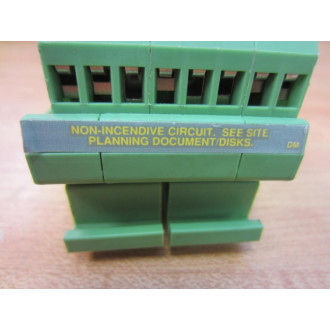 NON-INCENDIVE CIRCUIT. SEE SITE
PLANNING DOCUMENT/DISKS.
DM